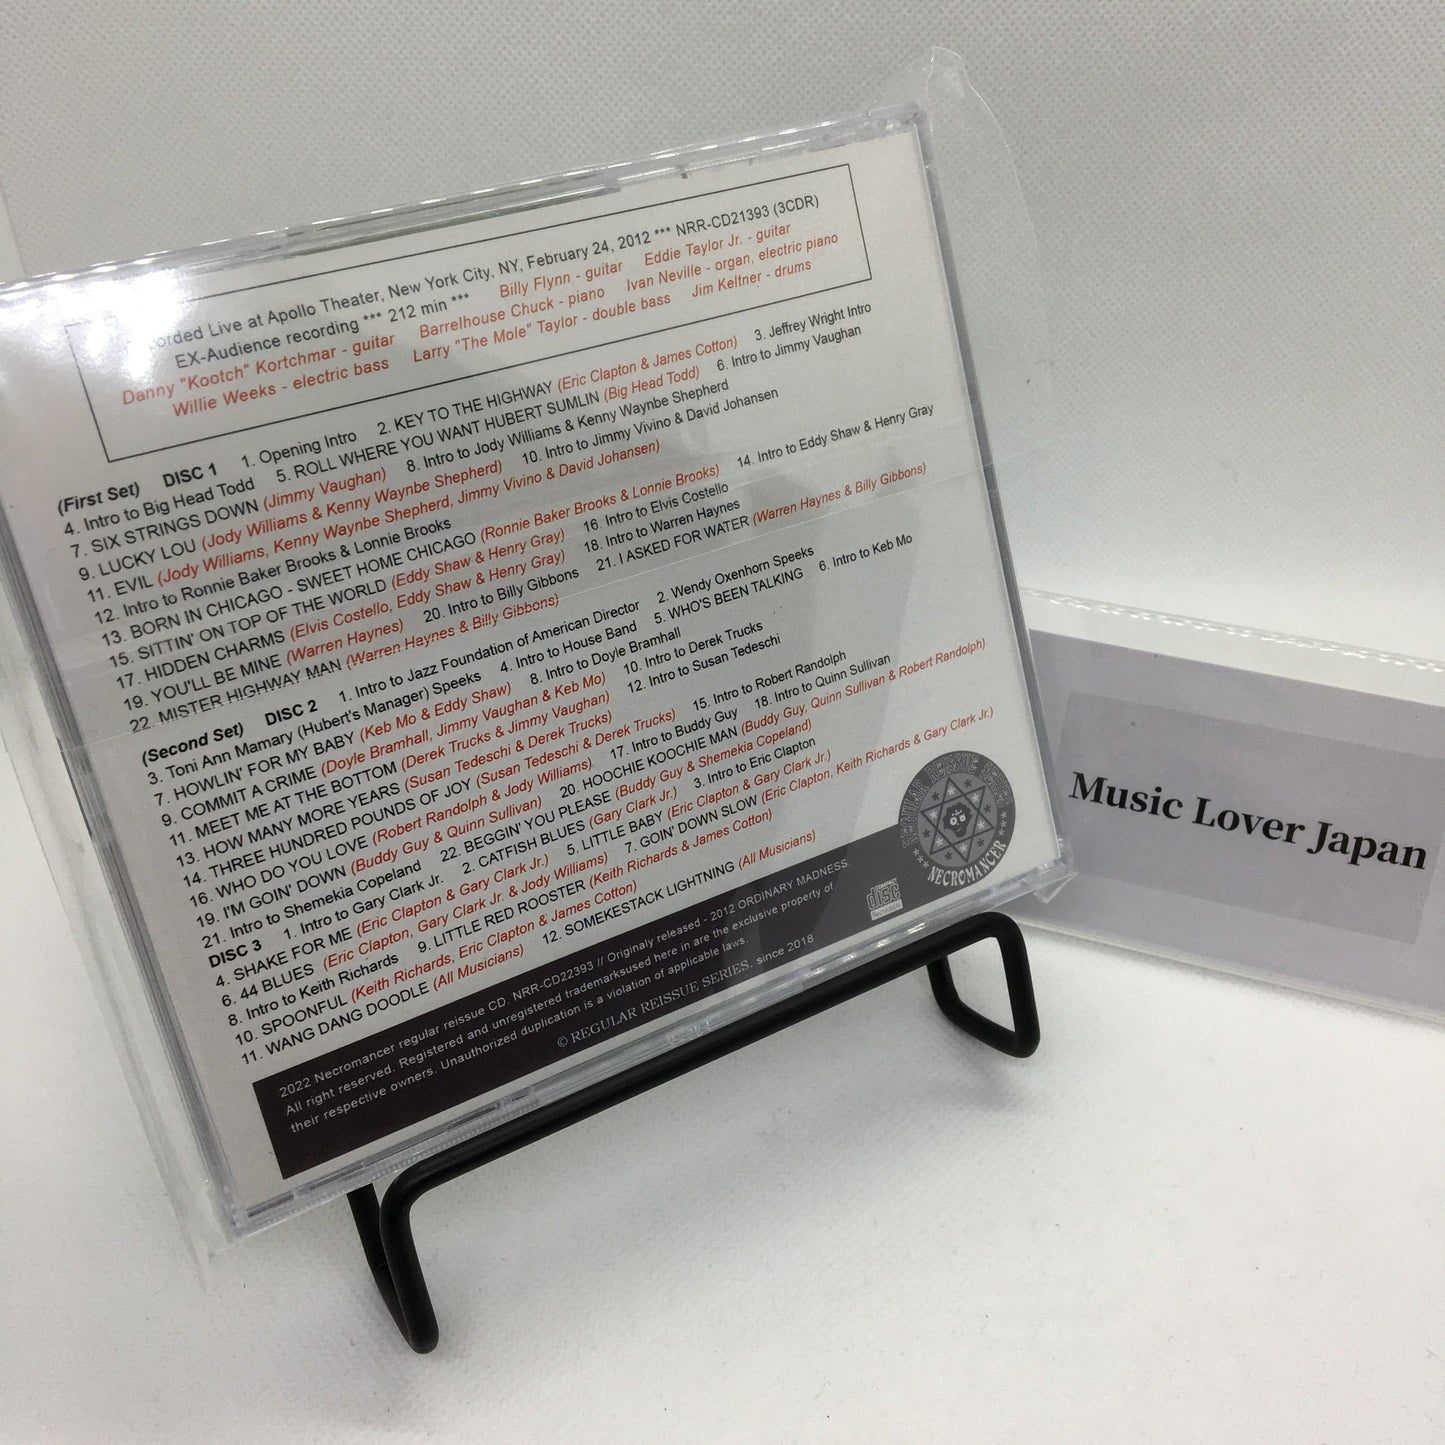 orded Live at Apollo Theater, New York City, NY, February 24, 2012 *** NRR-CD21393 (3CDR)
EX-Audience recording *** 212 min *** Billy Flynn - guitar Eddie Taylor Jr. - guitar
Danny "Kootch" Kortchmar - guitar Barrelhouse Chuck - piano Ivan Neville - organ, electric piano
Willie Weeks - electric bass Larry "The Mole" Taylor - double bass Jim Keltner - drums
(First Set) DISC 1 1. Opening Intro 2. KEY TO THE HIGHWAY (Eric Clapton & James Cotton) 3. Jeffrey Wright Intro
4. Intro to Big Head Todd 5. ROLL WHERE YOU WANT HUBERT SUMLIN (Big Head Todd) 6. Intro to Jimmy Vaughan
7. SIX STRINGS DOWN (Jimmy Vaughan) 8. Intro to Jody Williams & Kenny Waynbe Shepherd
9. LUCKY LOU (Jody Williams & Kenny Waynbe Shepherd) 10. Intro to Jimmy Vivino & David Johansen
11. EVIL (Jody Williams, Kenny Waynbe Shepherd, Jimmy Vivino & David Johansen)
12. Intro to Ronnie Baker Brooks & Lonnie Brooks
13. BORN IN CHICAGO - SWEET HOME CHICAGO (Ronnie Baker Brooks & Lonnie Brooks) 14. Intro to Eddy Shaw & Henry Gray
15. SITTIN' ON TOP OF THE WORLD (Eddy Shaw & Henry Gray) 16. Intro to Elvis Costello
17. HIDDEN CHARMS (Elvis Costello, Eddy Shaw & Henry Gray) 18. Intro to Warren Haynes
19. YOU'LL BE MINE (Warren Haynes) 20. Intro to Billy Gibbons 21. I ASKED FOR WATER (Warren Haynes & Billy Gibbons)
22. MISTER HIGHWAY MAN (Warren Haynes & Billy Gibbons)
(Second Set) DISC 2 1. Intro to Jazz Foundation of American Director 2. Wendy Oxenhorn Speeks
3. Toni Ann Mamary (Hubert's Manager) Speeks 4. Intro to House Band 5. WHO'S BEEN TALKING 6. Intro to Keb Mo
7. HOWLIN' FOR MY BABY (Keb Mo & Eddy Shaw) 8. Intro to Doyle Bramhall
9. COMMIT A CRIME (Doyle Bramhall, Jimmy Vaughan & Keb Mo) 10. Intro to Derek Trucks
11. MEET ME AT THE BOTTOM (Derek Trucks & Jimmy Vaughan) 12. Intro to Susan Tedeschi
13. HOW MANY MORE YEARS (Susan Tedeschi & Derek Trucks)
14. THREE HUNDRED POUNDS OF JOY (Susan Tedeschi & Derek Trucks) 15. Intro to Robert Randolph
16. WHO DO YOU LOVE (Robert Randolph & Jody Williams) 17. Intro to Buddy Guy 18. Intro to Quinn Sullivan
19. I'M GOIN' DOWN (Buddy Guy & Quinn Sullivan) 20. HOOCHIE KOOCHIE MAN (Buddy Guy, Quinn Sullivan & Robert Randolph)
21. Intro to Shemekia Copeland 22. BEGGIN' YOU PLEASE (Buddy Guy & Shemekia Copeland)
DISC 3 1. Intro to Gary Clark Jr. 2. CATFISH BLUES (Gary Clark Jr.) 3. Intro to Eric Clapton
4. SHAKE FOR ME (Eric Clapton & Gary Clark Jr.) 5. LITTLE BABY (Eric Clapton & Gary Clark Jr.)
6. 44 BLUES (Eric Clapton, Gary Clark Jr. & Jody Williams) 7. GOIN' DOWN SLOW (Eric Clapton, Keith Richards & Gary Clark Jr.)
8. Intro to Keith Richards 9. LITTLE RED ROOSTER (Keith Richards & James Cotton)
10. SPOONFUL (Keith Richards, Eric Clapton & James Cotton)
11. WANG DANG DOODLE (All Musicians) 12. SOMEKESTACK LIGHTNING (All Musicians)
2022 Necromancer regular reissue CD. NRR-CD22393 // Originaly released - 2012 ORDINARY MADNESS.
All right reserved. Registered and unregistered trademarksused here in are the exclusive property of
their respective owners. Unauthorized duplication is a violation of applicable laws.
© REGULAR REISSUE SERIES. since 2018
REGULAR REISSUE SERIES
NECROMANCER
COMPACT
disc
Recordable
Music Lover Japan